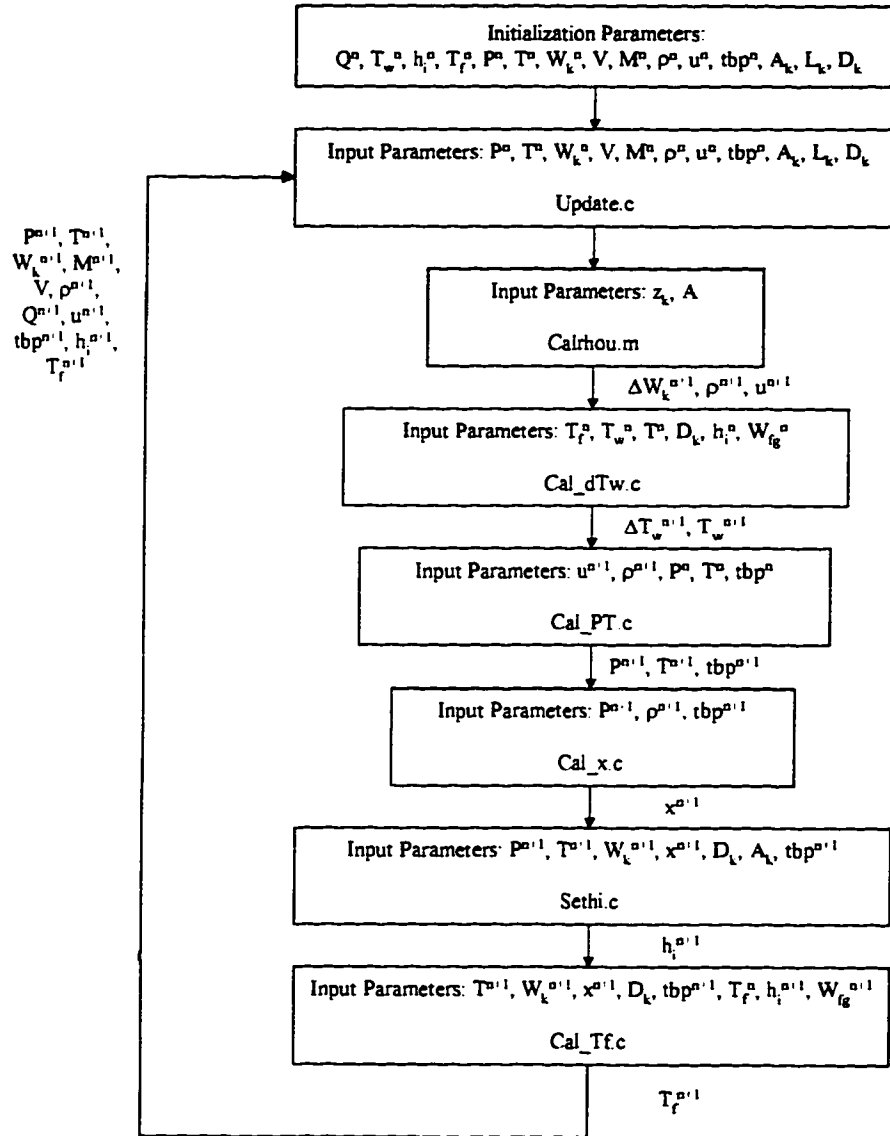 Initialization Parameters:
Qⁿ, T_wⁿ, h_iⁿ, T_fⁿ, Pⁿ, Tⁿ, W_kⁿ, V, Mⁿ, ρⁿ, uⁿ, tbpⁿ, A_k, L_k, D_k
Input Parameters: Pⁿ, Tⁿ, W_kⁿ, V, Mⁿ, ρⁿ, uⁿ, tbpⁿ, A_k, L_k, D_k
Update.c
Pⁿ⁺¹, Tⁿ⁺¹,
W_kⁿ⁺¹, Mⁿ⁺¹,
V, ρⁿ⁺¹,
Qⁿ⁺¹, uⁿ⁺¹,
tbpⁿ⁺¹, h_iⁿ⁺¹,
T_fⁿ⁺¹
Input Parameters: z_k, A
Calrhou.m
ΔW_kⁿ⁺¹, ρⁿ⁺¹, uⁿ⁺¹
Input Parameters: T_fⁿ, T_wⁿ, Tⁿ, D_k, h_iⁿ, W_fgⁿ
Cal_dTw.c
ΔT_wⁿ⁺¹, T_wⁿ⁺¹
Input Parameters: uⁿ⁺¹, ρⁿ⁺¹, Pⁿ, Tⁿ, tbpⁿ
Cal_PT.c
Pⁿ⁺¹, Tⁿ⁺¹, tbpⁿ⁺¹
Input Parameters: Pⁿ⁺¹, ρⁿ⁺¹, tbpⁿ⁺¹
Cal_x.c
xⁿ⁺¹
Input Parameters: Pⁿ⁺¹, Tⁿ⁺¹, W_kⁿ⁺¹, xⁿ⁺¹, D_k, A_k, tbpⁿ⁺¹
Sethi.c
h_iⁿ⁺¹
Input Parameters: Tⁿ⁺¹, W_kⁿ⁺¹, xⁿ⁺¹, D_k, tbpⁿ⁺¹, T_fⁿ, h_iⁿ⁺¹, W_fgⁿ⁺¹
Cal_Tf.c
T_fⁿ⁺¹